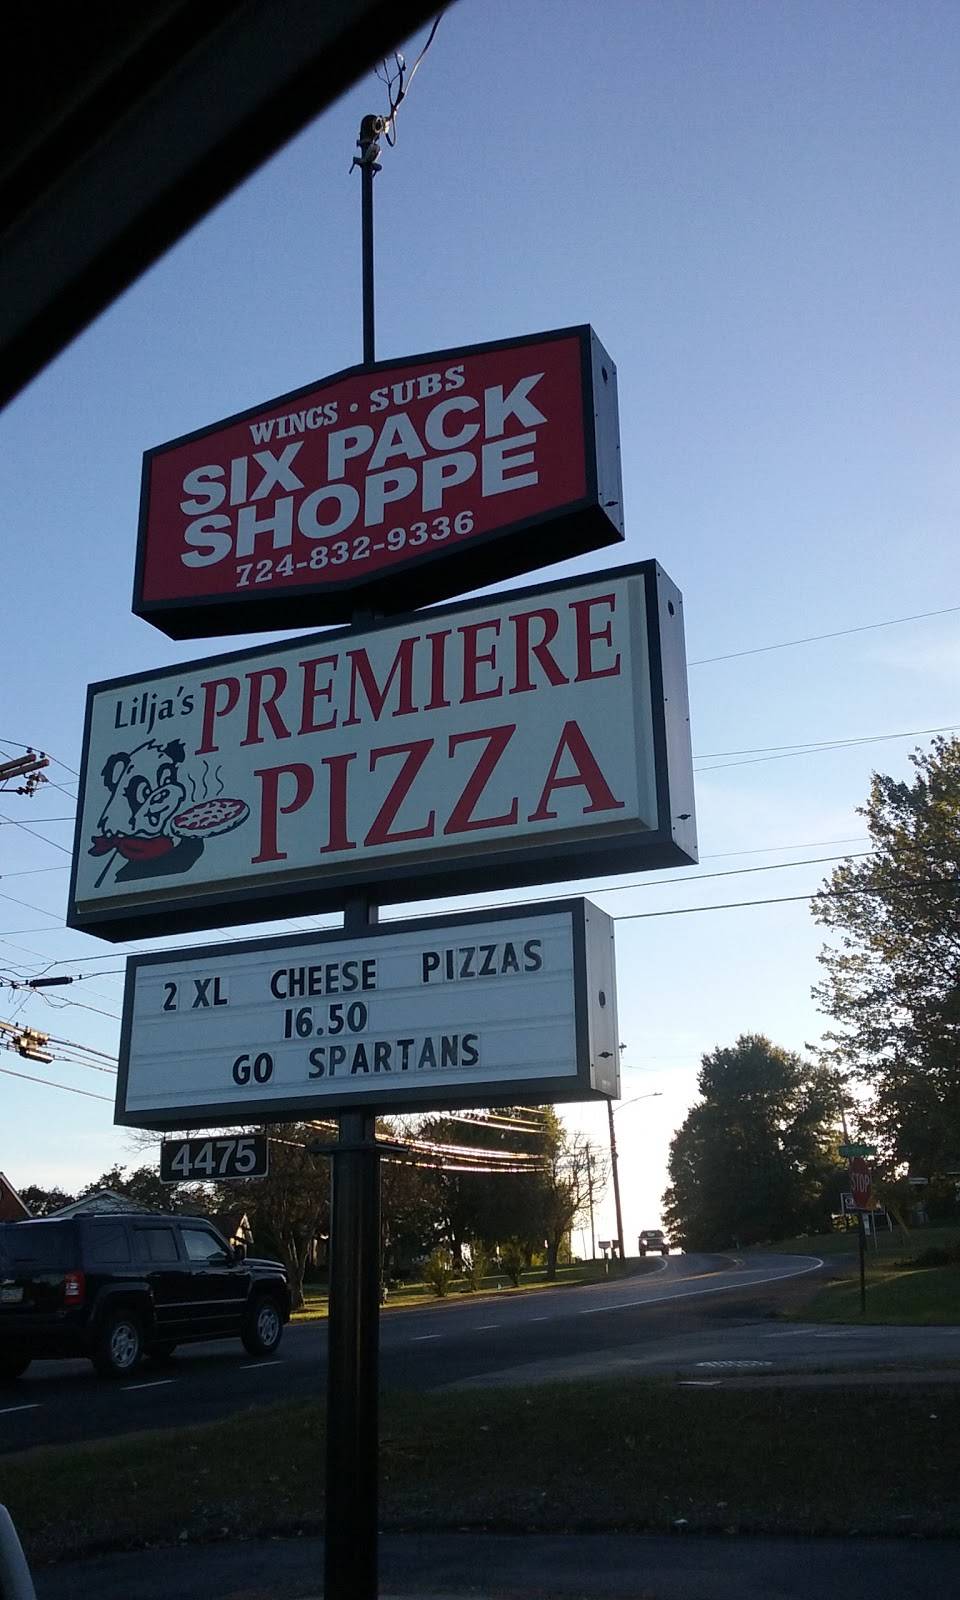 WINGS · SUBS
SIX PACK
SHOPPE
724-832-9336
Lilja's PREMIERE
PIZZA
2 XL CHEESE PIZZAS
16.50
GO SPARTANS
4475
STOP